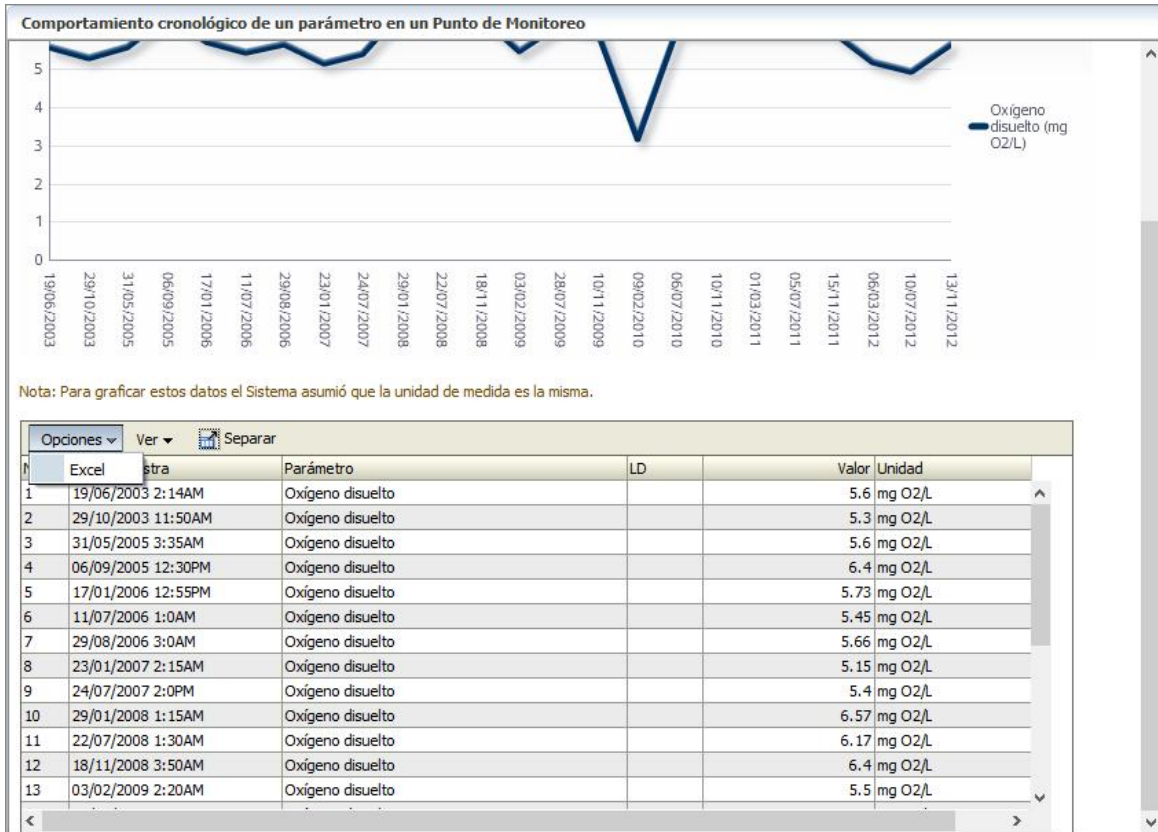 Comportamiento cronológico de un parámetro en un Punto de Monitoreo
5
4
3
2
1
0
Oxígeno
disuelto (mg
O2/L)
19/06/2003
29/10/2003
31/05/2005
06/09/2005
17/01/2006
11/07/2006
29/08/2006
23/01/2007
24/07/2007
29/01/2008
22/07/2008
18/11/2008
03/02/2009
28/07/2009
10/11/2009
09/02/2010
06/07/2010
10/11/2010
01/03/2011
05/07/2011
15/11/2011
06/03/2012
10/07/2012
13/11/2012
Nota: Para graficar estos datos el Sistema asumió que la unidad de medida es la misma.
Opciones Ver Separar
Excel
N stra Parámetro LD Valor Unidad
1 19/06/2003 2:14AM Oxígeno disuelto 5.6 mg O2/L
2 29/10/2003 11:50AM Oxígeno disuelto 5.3 mg O2/L
3 31/05/2005 3:35AM Oxígeno disuelto 5.6 mg O2/L
4 06/09/2005 12:30PM Oxígeno disuelto 6.4 mg O2/L
5 17/01/2006 12:55PM Oxígeno disuelto 5.73 mg O2/L
6 11/07/2006 1:0AM Oxígeno disuelto 5.45 mg O2/L
7 29/08/2006 3:0AM Oxígeno disuelto 5.66 mg O2/L
8 23/01/2007 2:15AM Oxígeno disuelto 5.15 mg O2/L
9 24/07/2007 2:0PM Oxígeno disuelto 5.4 mg O2/L
10 29/01/2008 1:15AM Oxígeno disuelto 6.57 mg O2/L
11 22/07/2008 1:30AM Oxígeno disuelto 6.17 mg O2/L
12 18/11/2008 3:50AM Oxígeno disuelto 6.4 mg O2/L
13 03/02/2009 2:20AM Oxígeno disuelto 5.5 mg O2/L